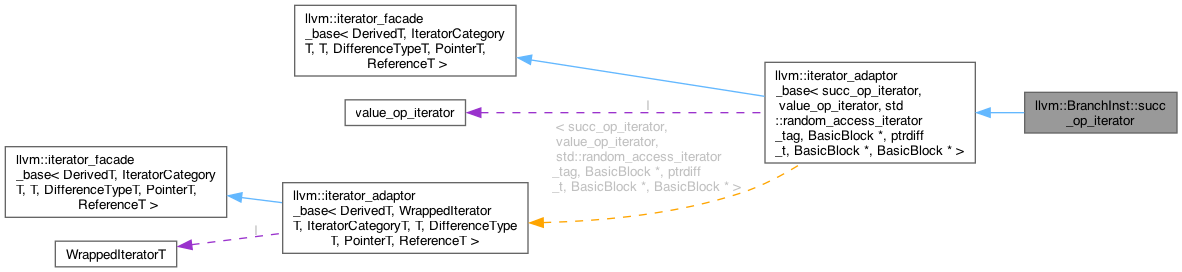 llvm::iterator_facade
_base< DerivedT, IteratorCategory
T, T, DifferenceTypeT, PointerT,
ReferenceT >
llvm::iterator_adaptor
_base< succ_op_iterator,
value_op_iterator, std
::random_access_iterator
_tag, BasicBlock *, ptrdiff
_t, BasicBlock *, BasicBlock * >
llvm::BranchInst::succ
_op_iterator
I
value_op_iterator
< succ_op_iterator,
value_op_iterator,
std::random_access_iterator
_tag, BasicBlock *, ptrdiff
_t, BasicBlock *, BasicBlock * >
llvm::iterator_facade
_base< DerivedT, IteratorCategory
T, T, DifferenceTypeT, PointerT,
ReferenceT >
llvm::iterator_adaptor
_base< DerivedT, WrappedIterator
T, IteratorCategoryT, T, DifferenceType
T, PointerT, ReferenceT >
I
WrappedIteratorT